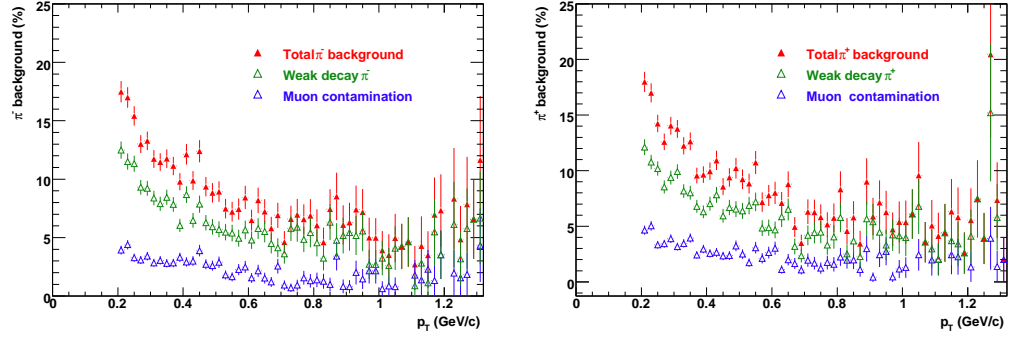 π⁻ background (%)
25
20
15
10
5
0
Total π⁻ background
Weak decay π⁻
Muon contamination
0 0.2 0.4 0.6 0.8 1 1.2
p_T (GeV/c)
π⁺ background (%)
25
20
15
10
5
0
Total π⁺ background
Weak decay π⁺
Muon contamination
0 0.2 0.4 0.6 0.8 1 1.2
p_T (GeV/c)